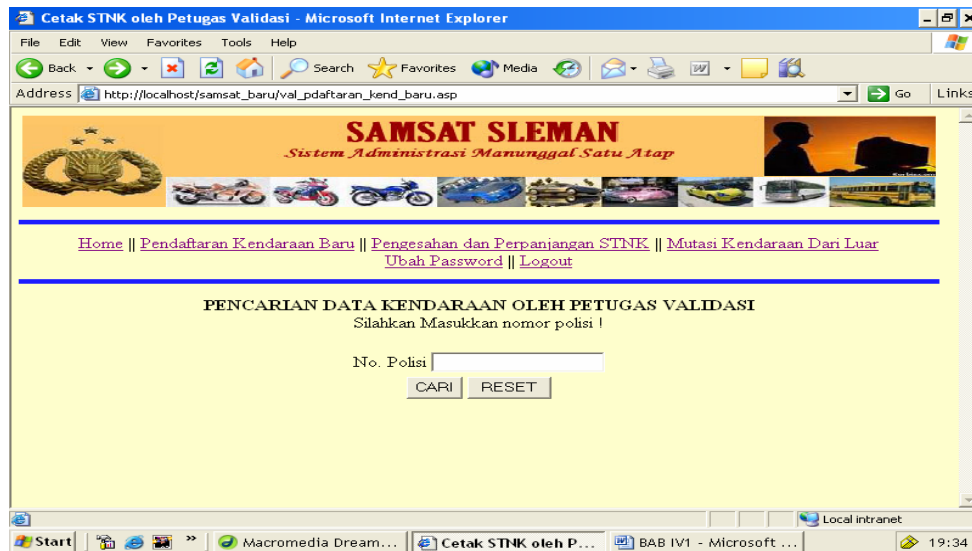 Cetak STNK oleh Petugas Validasi - Microsoft Internet Explorer
File Edit View Favorites Tools Help
Back Search Favorites Media
Address http://localhost/samsat_baru/val_pdaftaran_kend_baru.asp Go Links
SAMSAT SLEMAN
Sistem Administrasi Manunggal Satu Atap
Home || Pendaftaran Kendaraan Baru || Pengesahan dan Perpanjangan STNK || Mutasi Kendaraan Dari Luar
Ubah Password || Logout
PENCARIAN DATA KENDARAAN OLEH PETUGAS VALIDASI
Silahkan Masukkan nomor polisi !
No. Polisi
CARI RESET
Local intranet
Start » Macromedia Dream... Cetak STNK oleh P... BAB IV1 - Microsoft ... 19:34